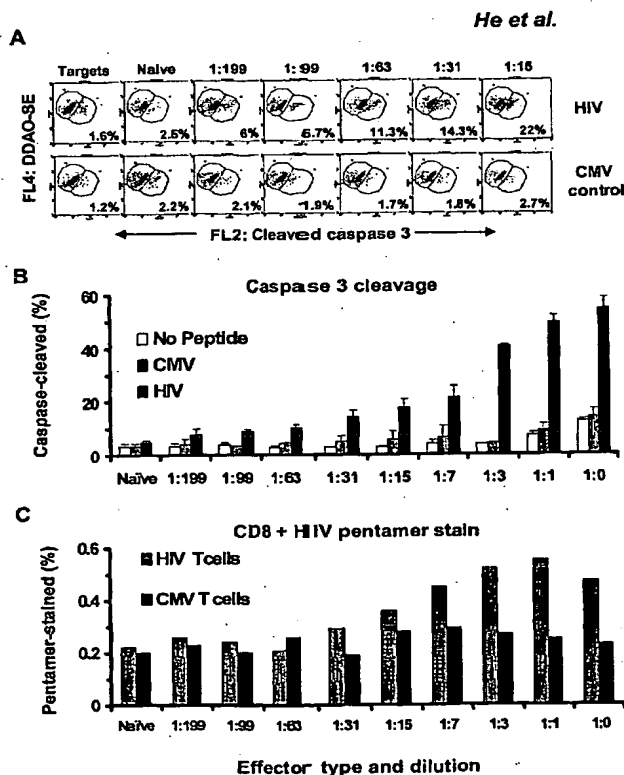 He et al.
A
Targets Naive 1:199 1:99 1:63 1:31 1:15
FL4: DDAO-SE
1.6% 2.5% 6% 5.7% 11.3% 14.3% 22%
HIV
1.2% 2.2% 2.1% 1.9% 1.7% 1.8% 2.7%
CMV control
FL2: Cleaved caspase 3
B
Caspase 3 cleavage
Caspase-cleaved (%)
60
40
20
0
No Peptide
CMV
HIV
Naïve 1:199 1:99 1:63 1:31 1:15 1:7 1:3 1:1 1:0
C
CD8 + HIV pentamer stain
Pentamer-stained (%)
0.6
0.4
0.2
0
HIV Tcells
CMV Tcells
Naïve 1:199 1:99 1:63 1:31 1:15 1:7 1:3 1:1 1:0
Effector type and dilution